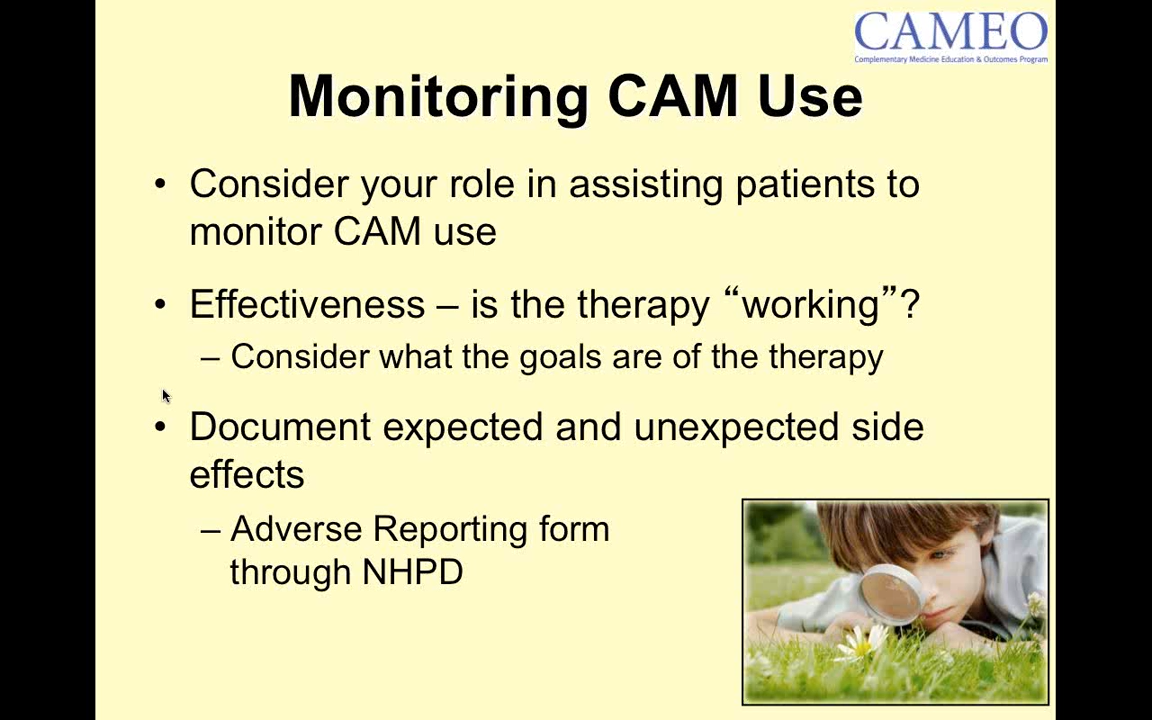 CAMEO
Complementary Medicine Education & Outcomes Program
Monitoring CAM Use
• Consider your role in assisting patients to
monitor CAM use
• Effectiveness – is the therapy “working”?
– Consider what the goals are of the therapy
• Document expected and unexpected side
effects
– Adverse Reporting form
through NHPD